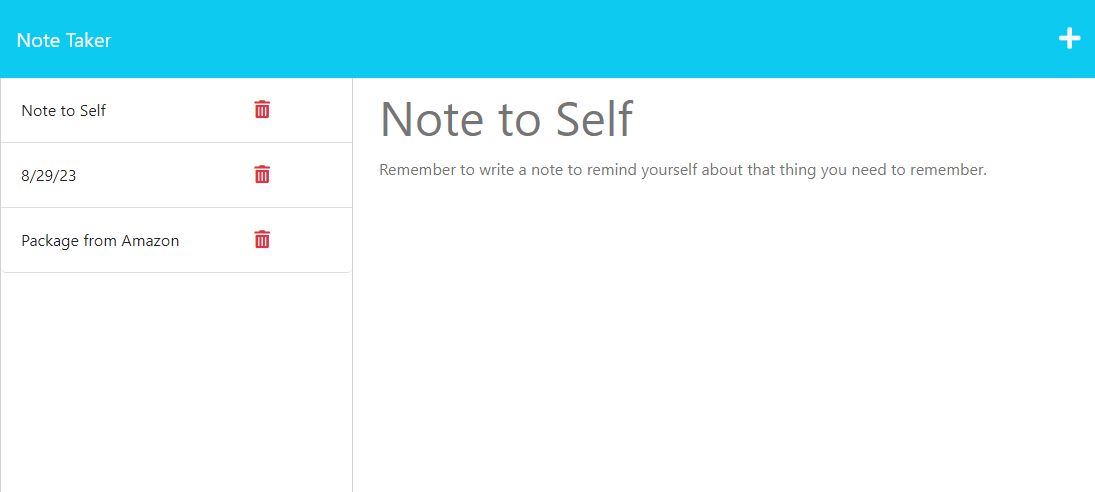 Note Taker
Note to Self
8/29/23
Package from Amazon
Note to Self
Remember to write a note to remind yourself about that thing you need to remember.